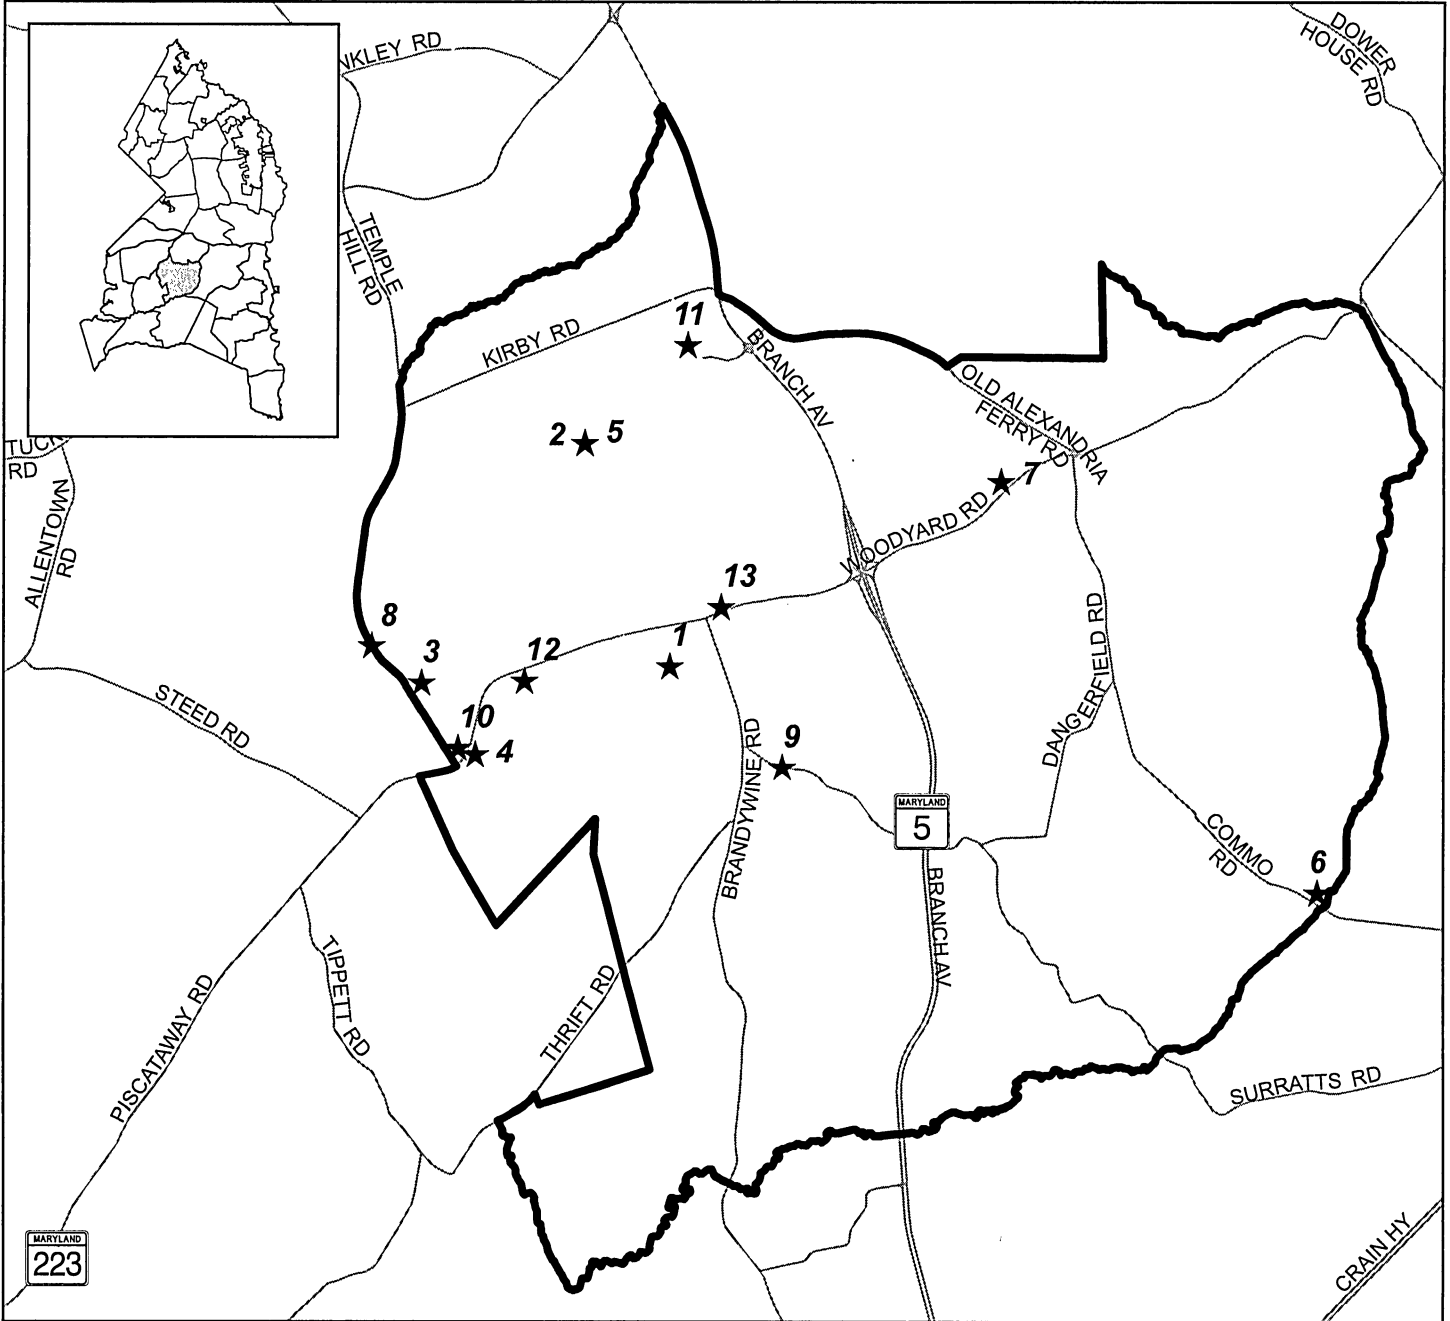 NKLEY RD
DOWER
HOUSE RD
TEMPLE
HILL RD
KIRBY RD
11
BRANCH AV
OLD ALEXANDRIA
FERRY RD
2 5
7
TUCK
RD
ALLENTOWN
RD
WOODYARD RD
13
8
3
12
1
DANGERFIELD RD
STEED RD
10
4
9
BRANDYWINE RD
MARYLAND
5
COMMO
RD
6
BRANCH AV
TIPPETT RD
THRIFT RD
PISCATAWAY RD
SURRATTS RD
MARYLAND
223
CRAIN HY